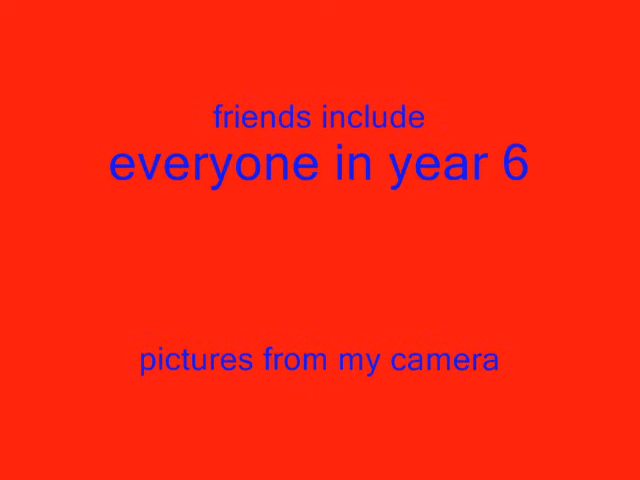 friends include
everyone in year 6
pictures from my camera